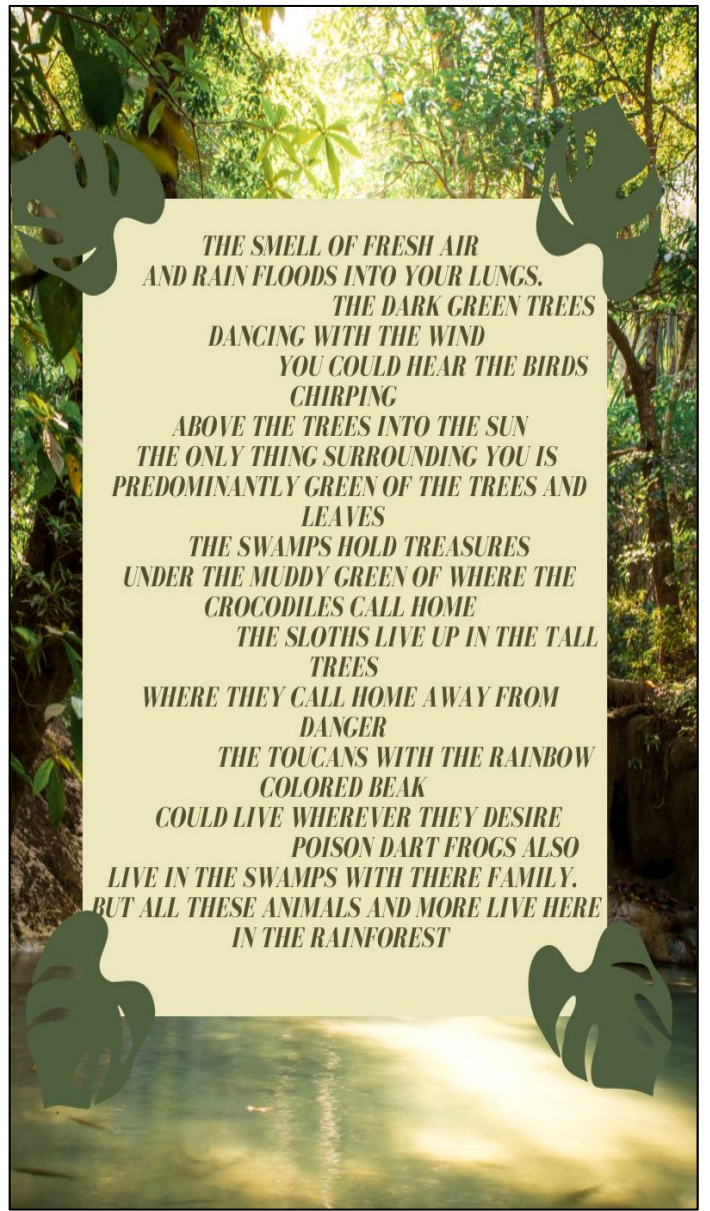 THE SMELL OF FRESH AIR
AND RAIN FLOODS INTO YOUR LUNGS.
THE DARK GREEN TREES
DANCING WITH THE WIND
YOU COULD HEAR THE BIRDS
CHIRPING
ABOVE THE TREES INTO THE SUN
THE ONLY THING SURROUNDING YOU IS
PREDOMINANTLY GREEN OF THE TREES AND
LEAVES
THE SWAMPS HOLD TREASURES
UNDER THE MUDDY GREEN OF WHERE THE
CROCODILES CALL HOME
THE SLOTHS LIVE UP IN THE TALL
TREES
WHERE THEY CALL HOME AWAY FROM
DANGER
THE TOUCANS WITH THE RAINBOW
COLORED BEAK
COULD LIVE WHEREVER THEY DESIRE
POISON DART FROGS ALSO
LIVE IN THE SWAMPS WITH THERE FAMILY.
BUT ALL THESE ANIMALS AND MORE LIVE HERE
IN THE RAINFOREST